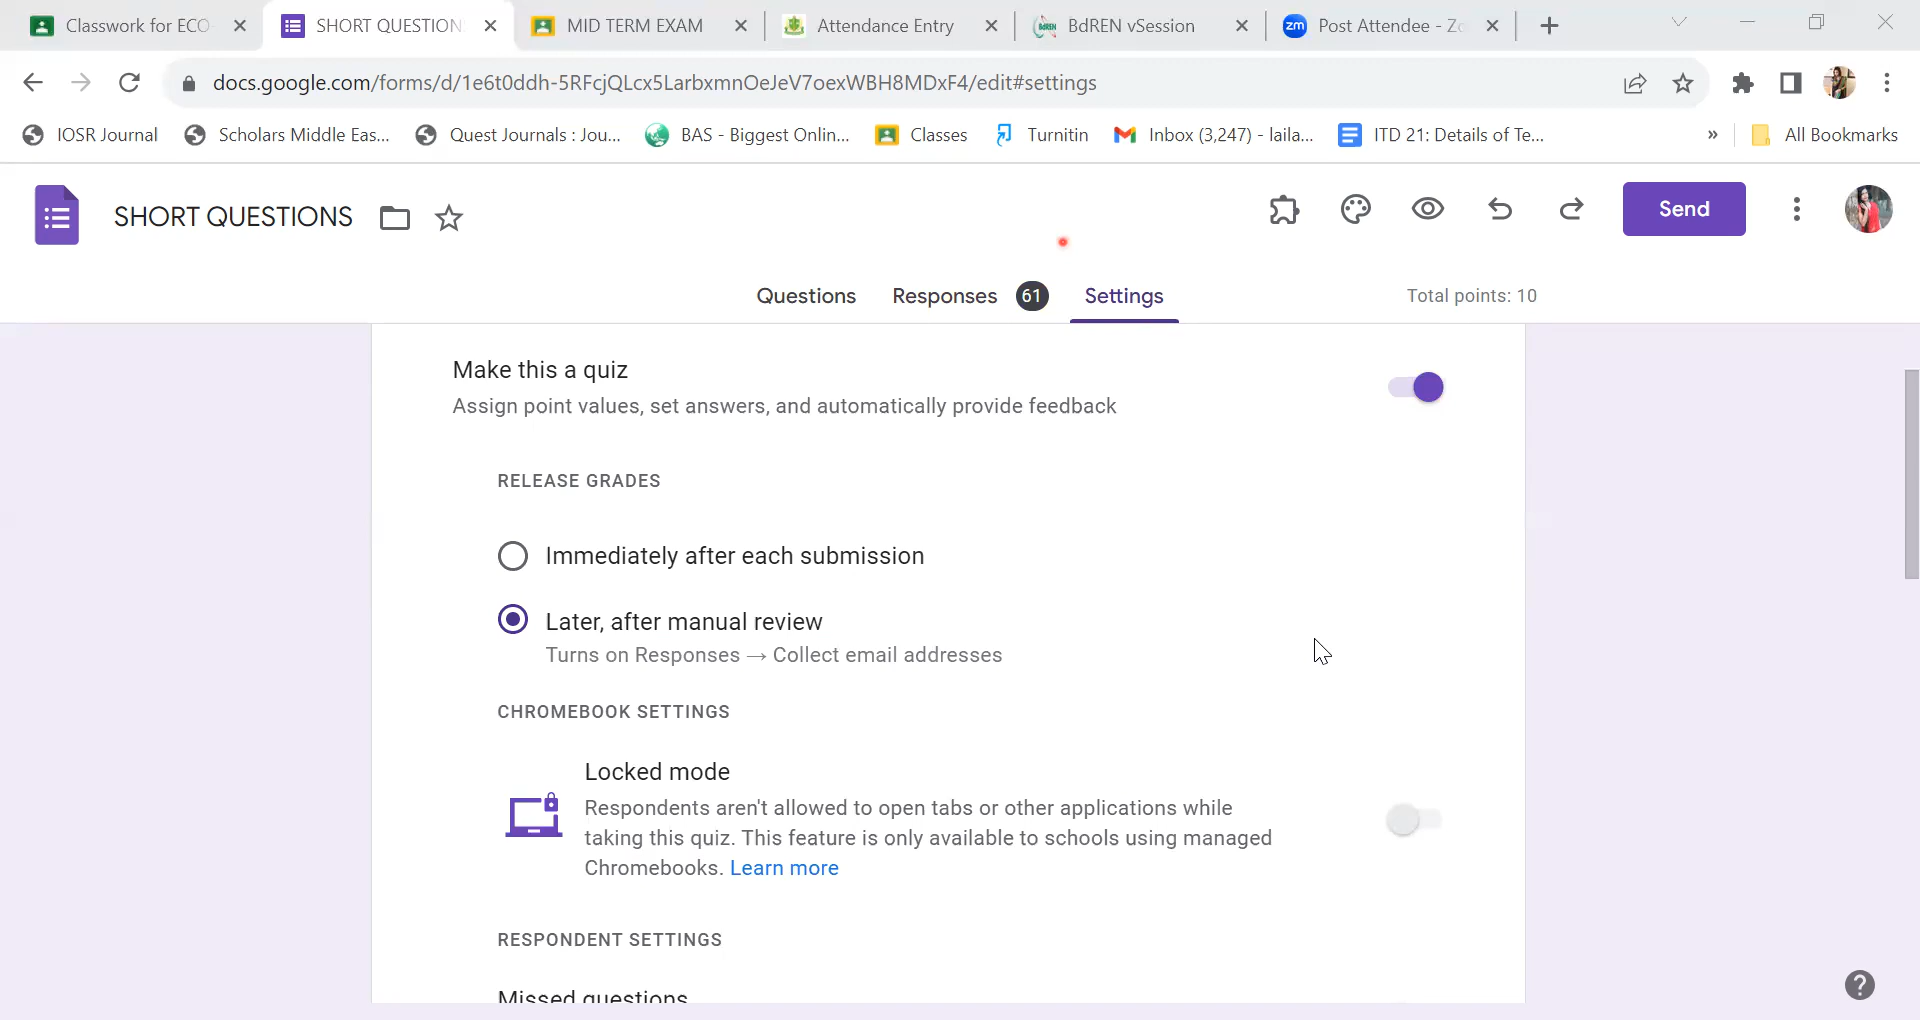 Classwork for ECO
SHORT QUESTION
MID TERM EXAM
Attendance Entry
BdREN vSession
Post Attendee - Zo
docs.google.com/forms/d/1e6t0ddh-5RFcjQLcx5LarbxmnOeJeV7oexWBH8MDxF4/edit#settings
IOSR Journal
Scholars Middle Eas...
Quest Journals : Jou...
BAS - Biggest Onlin...
Classes
Turnitin
Inbox (3,247) - laila...
ITD 21: Details of Te...
»
All Bookmarks
SHORT QUESTIONS
Send
Questions
Responses 61
Settings
Total points: 10
Make this a quiz
Assign point values, set answers, and automatically provide feedback
RELEASE GRADES
Immediately after each submission
Later, after manual review
Turns on Responses → Collect email addresses
CHROMEBOOK SETTINGS
Locked mode
Respondents aren't allowed to open tabs or other applications while
taking this quiz. This feature is only available to schools using managed
Chromebooks. Learn more
RESPONDENT SETTINGS
Missed questions